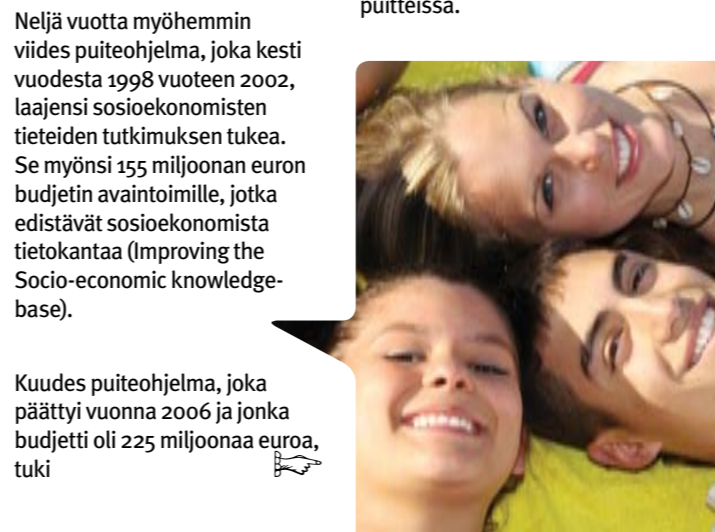 Neljä vuotta myöhemmin
viides puiteohjelma, joka kesti
vuodesta 1998 vuoteen 2002,
laajensi sosioekonomisten
tieteiden tutkimuksen tukea.
Se myönsi 155 miljoonan euron
budjetin avaintoimille, jotka
edistävät sosioekonomista
tietokantaa (Improving the
Socio-economic knowledge-
base).
Kuudes puiteohjelma, joka
päättyi vuonna 2006 ja jonka
budjetti oli 225 miljoonaa euroa,
tuki
puitteissa.